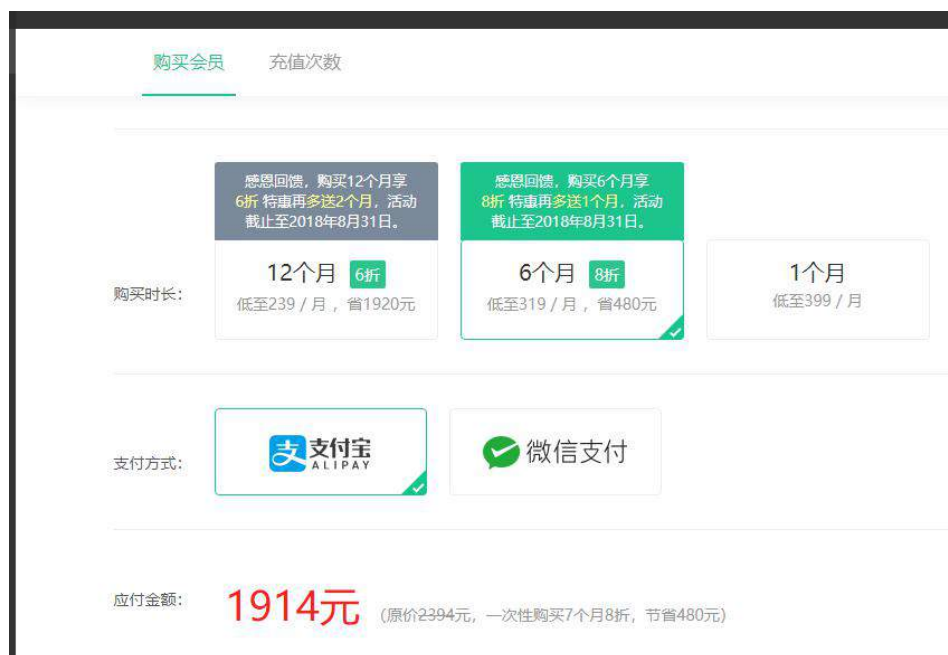 购买会员 充值次数
感恩回馈，购买12个月享
6折 特惠再多送2个月，活动
截止至2018年8月31日。
感恩回馈，购买6个月享
8折 特惠再多送1个月，活动
截止至2018年8月31日。
购买时长：
12个月 6折
低至239 / 月 ，省1920元
6个月 8折
低至319 / 月 ，省480元
1个月
低至399 / 月
支付方式：
支 支付宝
ALIPAY
微信支付
应付金额：
1914元 （原价2394元，一次性购买7个月8折，节省480元）